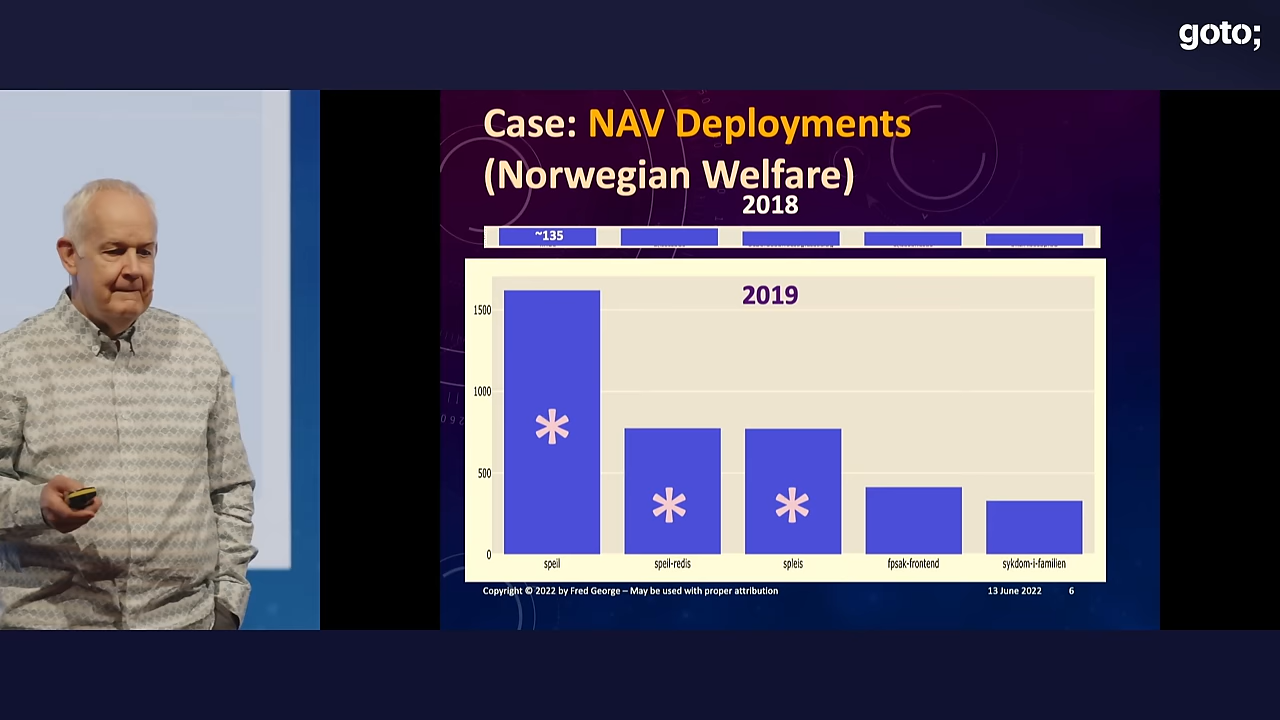 goto;
Case: NAV Deployments
(Norwegian Welfare)
2018
~135
2019
1500
1000
500
0
*
*
*
speil
speil-redis
spleis
fpsak-frontend
sykdom-i-familien
Copyright © 2022 by Fred George – May be used with proper attribution
13 June 2022
6